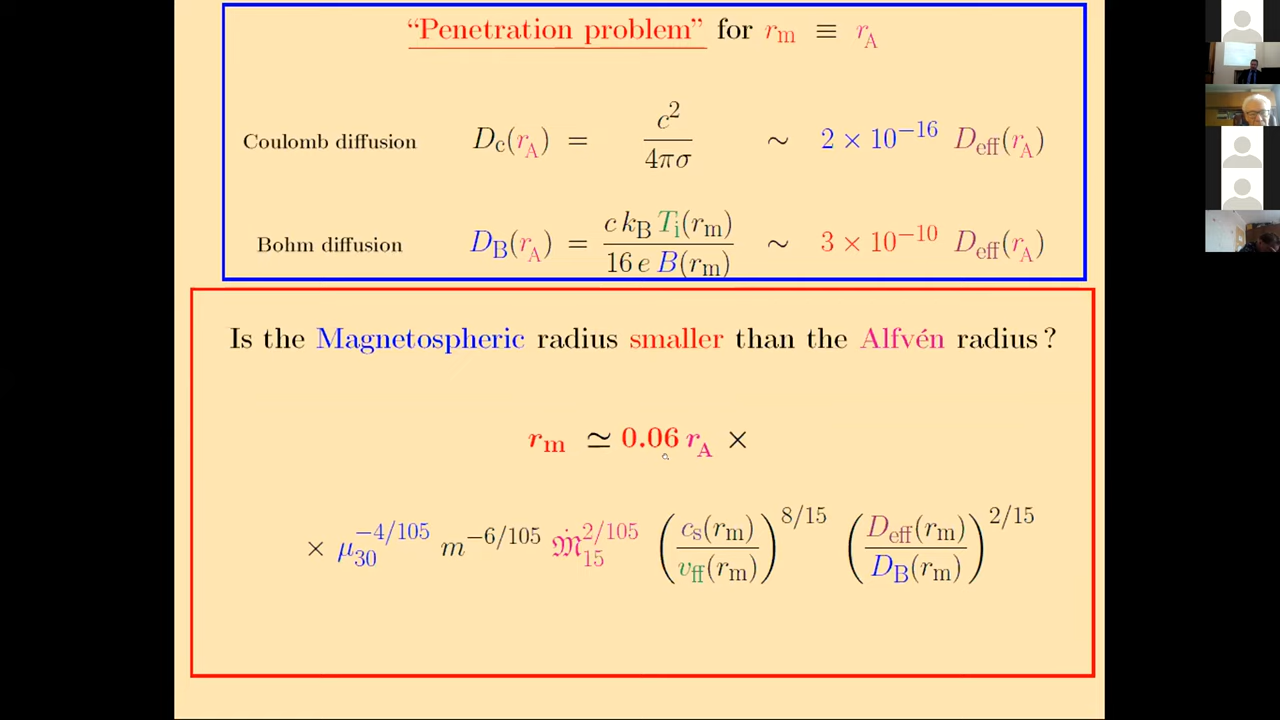 “Penetration problem” for r_m ≡ r_A
Coulomb diffusion D_c(r_A) = c^2 / 4πσ ∼ 2 × 10^−16 D_eff(r_A)
Bohm diffusion D_B(r_A) = c k_B T_i(r_m) / 16 e B(r_m) ∼ 3 × 10^−10 D_eff(r_A)
Is the Magnetospheric radius smaller than the Alfvén radius ?
r_m ≃ 0.06 r_A ×
× μ_30^−4/105 m^−6/105 𝔐̇_15^2/105 (c_s(r_m) / v_ff(r_m))^8/15 (D_eff(r_m) / D_B(r_m))^2/15